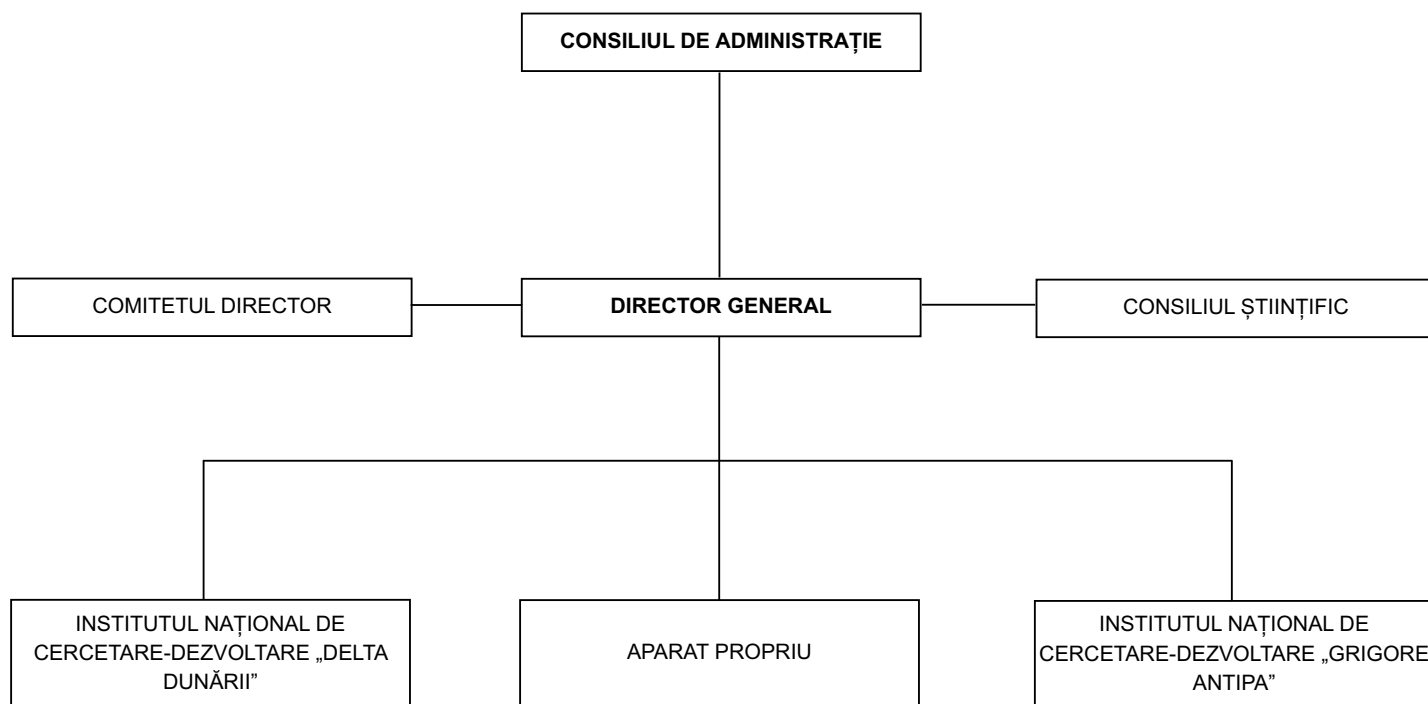 CONSILIUL DE ADMINISTRAȚIE
COMITETUL DIRECTOR
DIRECTOR GENERAL
CONSILIUL ȘTIINȚIFIC
INSTITUTUL NAȚIONAL DE
CERCETARE-DEZVOLTARE „DELTA
DUNĂRII”
APARAT PROPRIU
INSTITUTUL NAȚIONAL DE
CERCETARE-DEZVOLTARE „GRIGORE
ANTIPA”